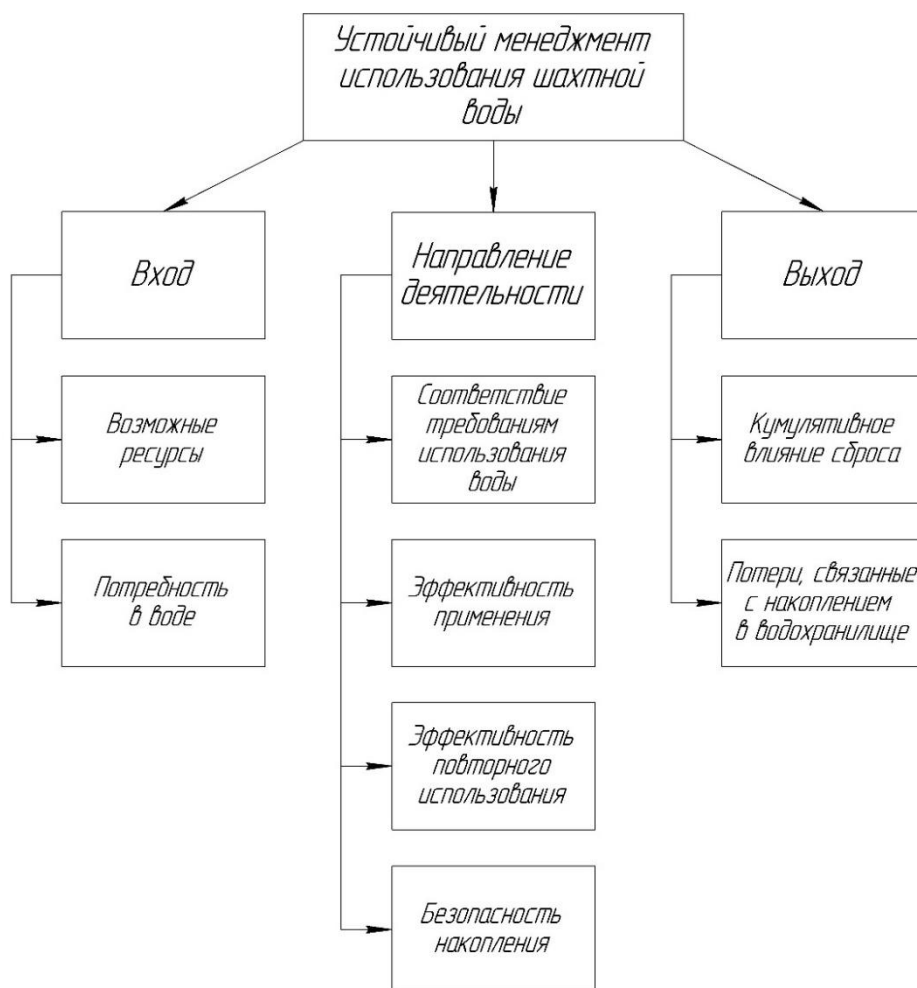 Устойчивый менеджмент
использования шахтной
воды
Вход
Направление
деятельности
Выход
Возможные
ресурсы
Соответствие
требованиям
использования
воды
Кумулятивное
влияние сброса
Потребность
в воде
Эффективность
применения
Потери, связанные
с накоплением
в водохранилище
Эффективность
повторного
использования
Безопасность
накопления